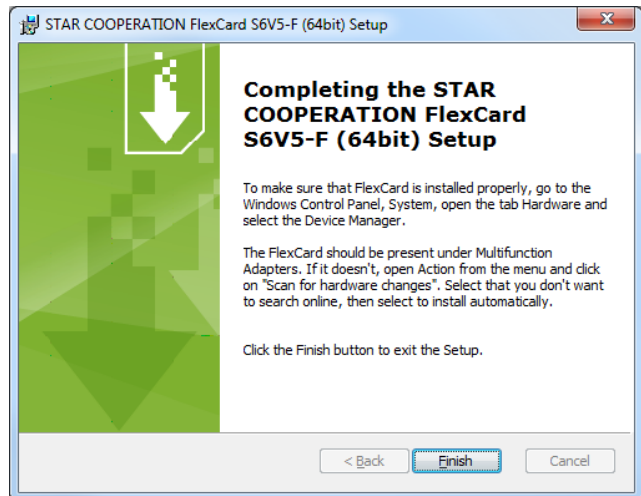 STAR COOPERATION FlexCard S6V5-F (64bit) Setup
Completing the STAR
COOPERATION FlexCard
S6V5-F (64bit) Setup
To make sure that FlexCard is installed properly, go to the
Windows Control Panel, System, open the tab Hardware and
select the Device Manager.
The FlexCard should be present under Multifunction
Adapters. If it doesn't, open Action from the menu and click
on "Scan for hardware changes". Select that you don't want
to search online, then select to install automatically.
Click the Finish button to exit the Setup.
< Back Finish Cancel